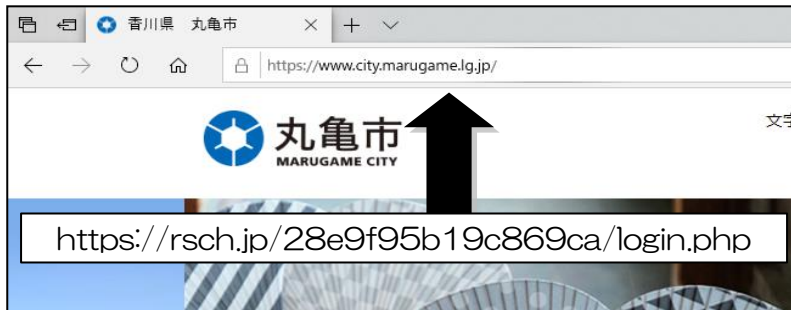 香川県 丸亀市
https://www.city.marugame.lg.jp/
丸亀市
MARUGAME CITY
文字
https://rsch.jp/28e9f95b19c869ca/login.php